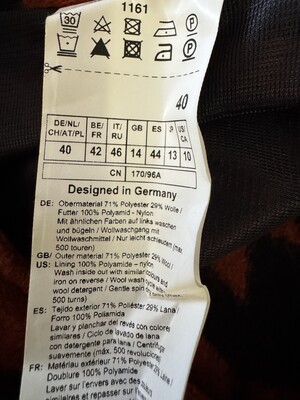 1161
30
P
P
40
DE/NL/ CH/AT/PL BE/ FR IT/ RU GB ES JP US/ CA
40 42 46 14 44 13 10
CN 170/96A
Designed in Germany
DE: Obermaterial 71% Polyester 29% Wolle /
Futter 100% Polyamid - Nylon
Mit ähnlichen Farben auf links waschen
und bügeln / Wollwaschgang mit
Wollwaschmittel / Nur leicht schleudern (max.
500 touren)
GB/ Outer material 71% Polyester 29% Wool /
US: Lining 100% Polyamide - nylon
Wash inside out with similar colours and
iron on reverse / Wool wash
wool detergent / Gentle spin
500 turns)
ES: Tejido exterior 71% Poliéster 29% Lana /
Forro 100% Poliamida
Lavar y planchar del revés con colores
similares / Ciclo de lavado de lana
con detergente para lana / Centrifugar
suavemente (máx. 500 revoluciones)
FR: Matériau extérieur 71% Polyester 29% Laine /
Doublure 100% Polyamide
Laver sur l'envers avec des
similaires et repasser sur